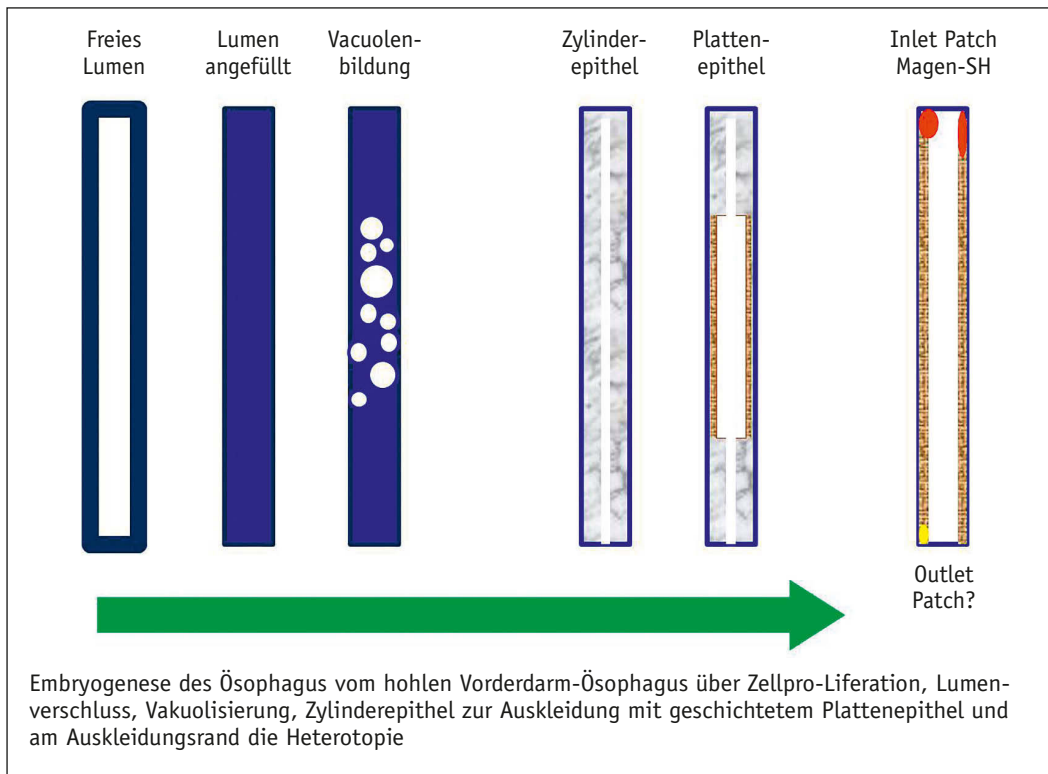 Freies
Lumen
Lumen
angefüllt
Vacuolen-
bildung
Zylinder-
epithel
Platten-
epithel
Inlet Patch
Magen-SH
Outlet
Patch?
Embryogenese des Ösophagus vom hohlen Vorderdarm-Ösophagus über Zellpro-Liferation, Lumen-
verschluss, Vakuolisierung, Zylinderepithel zur Auskleidung mit geschichtetem Plattenepithel und
am Auskleidungsrand die Heterotopie